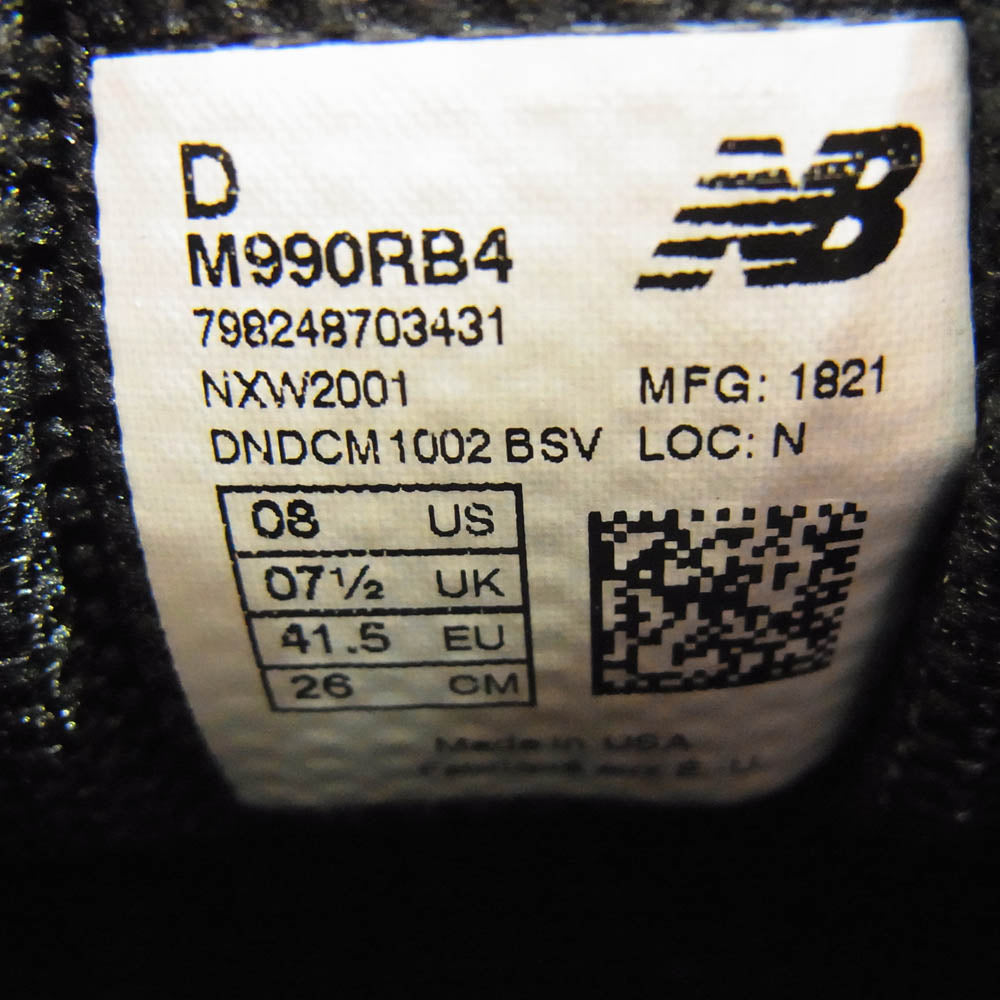 D
NB
M990RB4
798248703431
NXW2001 MFG: 1821
DNDCM1002 BSV LOC: N
08 US
07½ UK
41.5 EU
26 CM
Made in USA